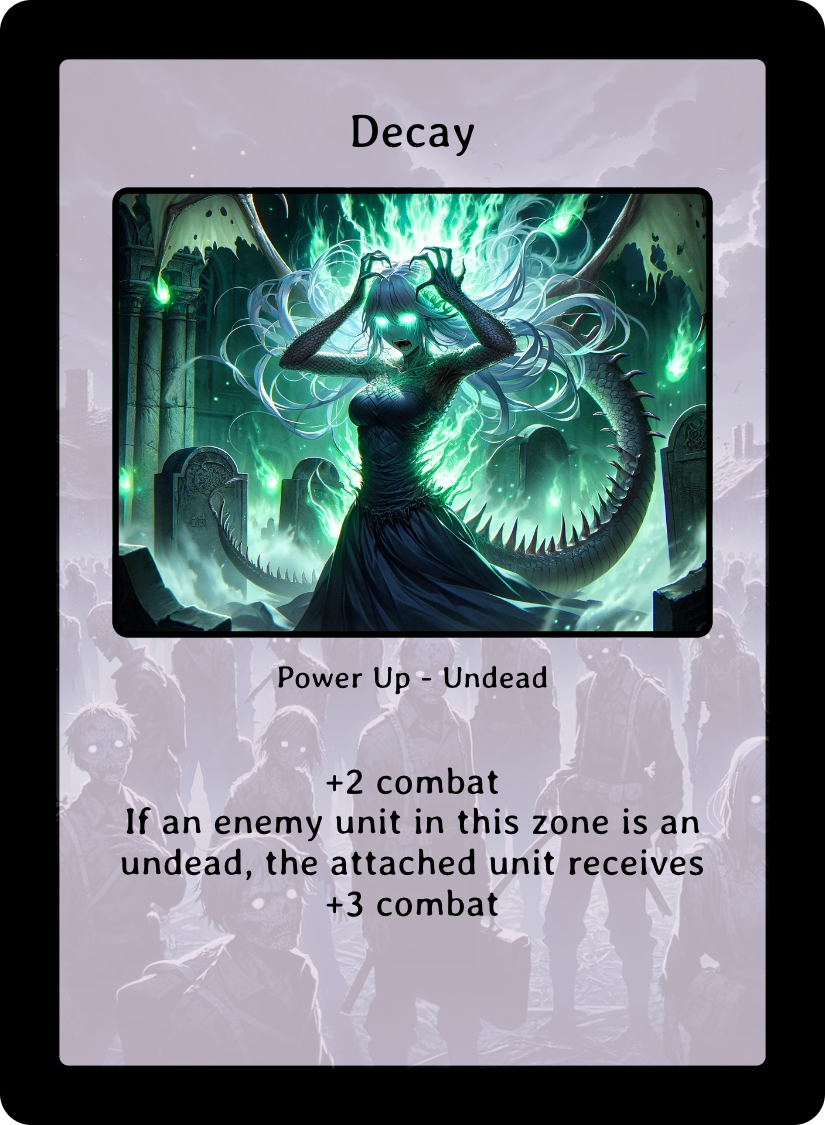 Decay
Power Up - Undead
+2 combat
If an enemy unit in this zone is an
undead, the attached unit receives
+3 combat